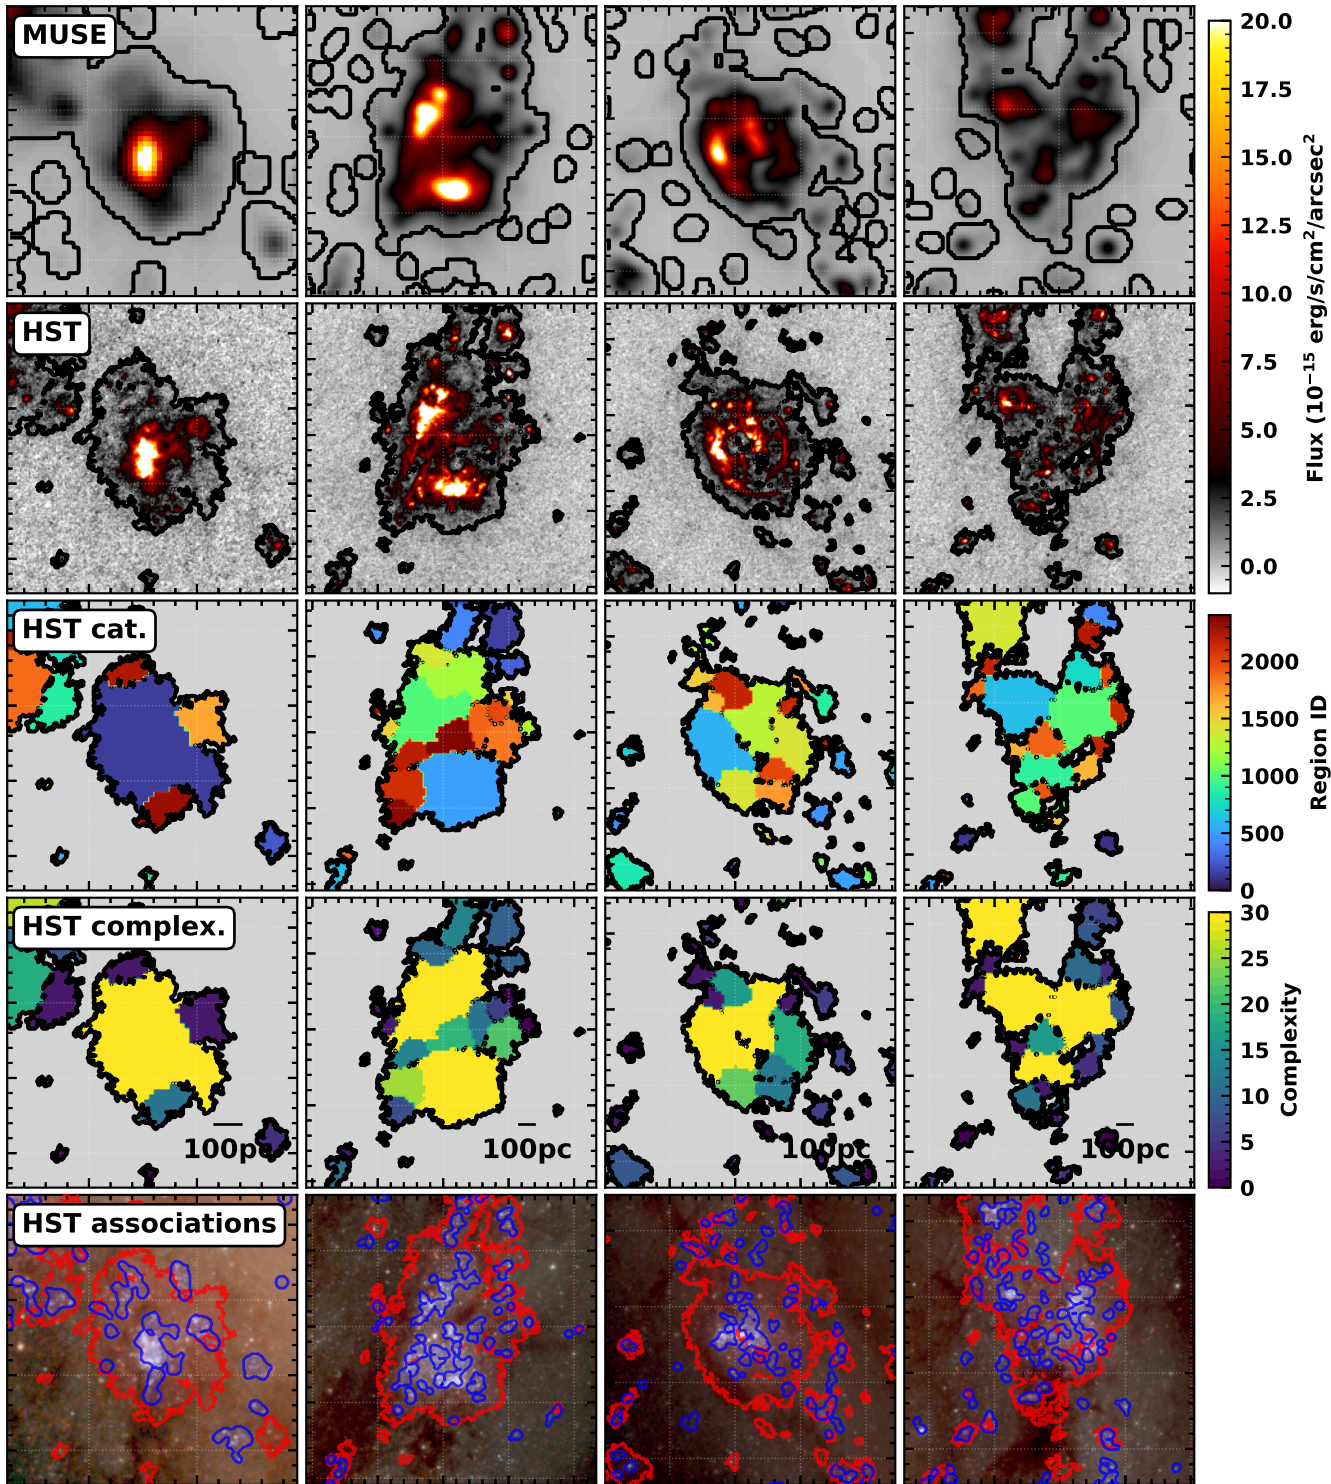 MUSE
20.0
17.5
15.0
12.5
10.0
7.5
5.0
2.5
0.0
Flux (10⁻¹⁵ erg/s/cm²/arcsec²
HST
HST cat.
2000
1500
1000
500
0
Region ID
HST complex.
30
25
20
15
10
5
0
Complexity
100pc
100pc
100pc
100pc
HST associations